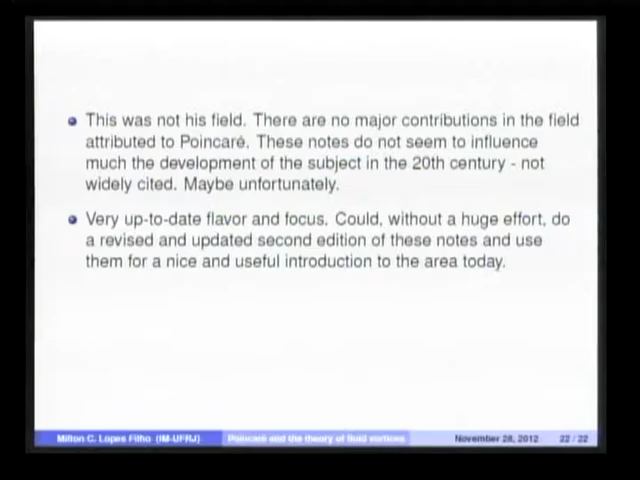 This was not his field. There are no major contributions in the field
attributed to Poincaré. These notes do not seem to influence
much the development of the subject in the 20th century - not
widely cited. Maybe unfortunately.
Very up-to-date flavor and focus. Could, without a huge effort, do
a revised and updated second edition of these notes and use
them for a nice and useful introduction to the area today.
Milton C. Lopes Filho (IM-UFRJ) Poincaré and the theory of fluid vortices November 28, 2012 22 / 22